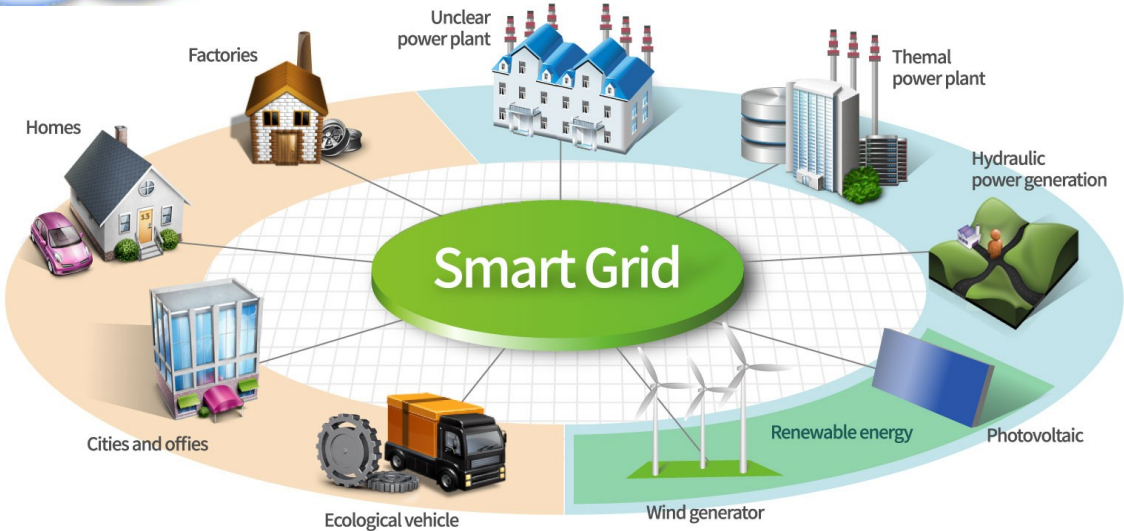 Unclear
power plant
Factories
Themal
power plant
Homes
Hydraulic
power generation
Smart Grid
13
Renewable energy
Photovoltaic
Cities and offies
Wind generator
Ecological vehicle